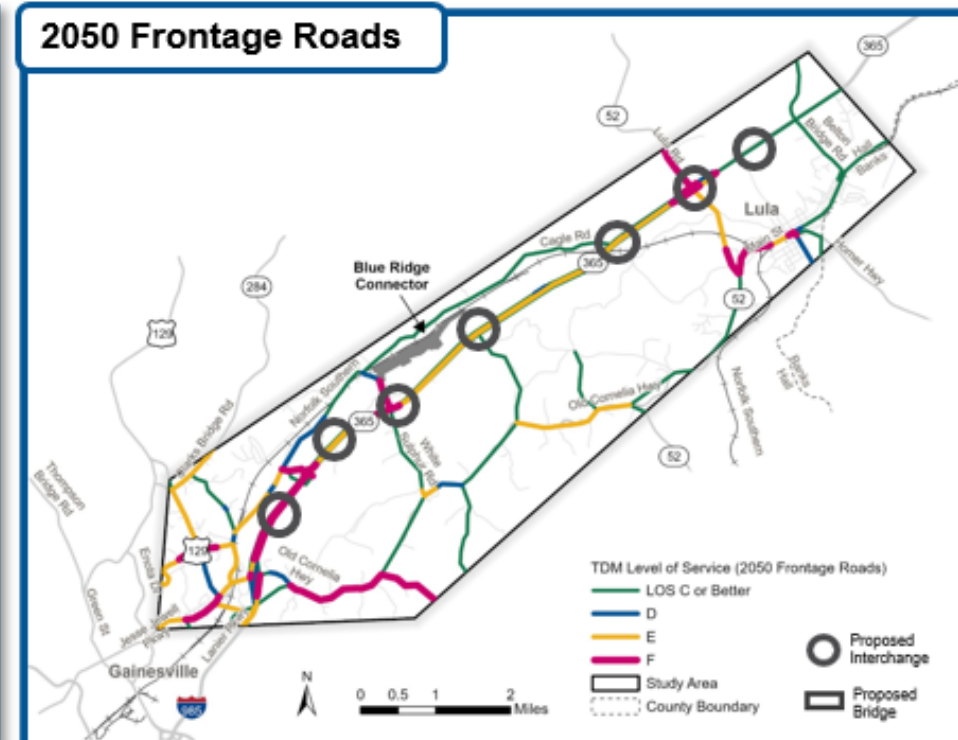 2050 Frontage Roads
365
52
Lula Rd
Belton
Bridge Rd
Hall
Banks
Lula
Cagle Rd
Main St
365
Blue Ridge
Connector
Homer Hwy
284
52
129
Norfolk Southern
Banks
Hall
Old Cornelia Hwy
Norfolk Southern
365
White
Sulphur Rd
52
Clarks Bridge Rd
Thompson
Bridge Rd
129
Old Cornelia
Hwy
Enota Dr
Green St
Jesse Jewell
Pkwy
Lanier Pkwy
Gainesville
985
N
0 0.5 1 2
Miles
TDM Level of Service (2050 Frontage Roads)
LOS C or Better
D
E
F
Study Area
County Boundary
Proposed
Interchange
Proposed
Bridge